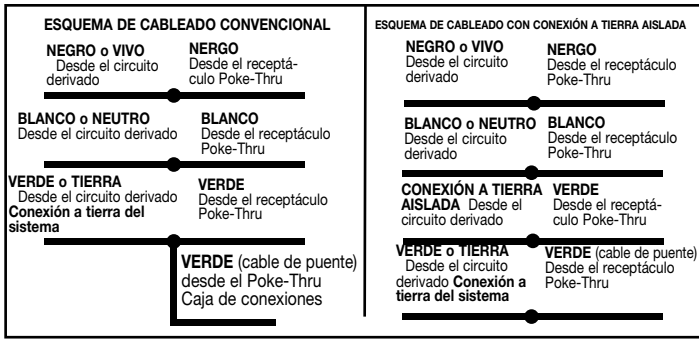 ESQUEMA DE CABLEADO CONVENCIONAL
NEGRO o VIVO
Desde el circuito
derivado
NERGO
Desde el receptá-
culo Poke-Thru
BLANCO o NEUTRO
Desde el circuito derivado
BLANCO
Desde el receptáculo
Poke-Thru
VERDE o TIERRA
Desde el circuito derivado
Conexión a tierra del
sistema
VERDE
Desde el receptáculo
Poke-Thru
VERDE (cable de puente)
desde el Poke-Thru
Caja de conexiones
ESQUEMA DE CABLEADO CON CONEXIÓN A TIERRA AISLADA
NEGRO o VIVO
Desde el circuito
derivado
NERGO
Desde el receptáculo
Poke-Thru
BLANCO o NEUTRO
Desde el circuito
derivado
BLANCO
Desde el receptáculo
Poke-Thru
CONEXIÓN A TIERRA
AISLADA Desde el
circuito derivado
VERDE
Desde el receptá-
culo Poke-Thru
VERDE o TIERRA
Desde el circuito
derivado Conexión a
tierra del sistema
VERDE (cable de puente)
Desde el receptáculo
Poke-Thru